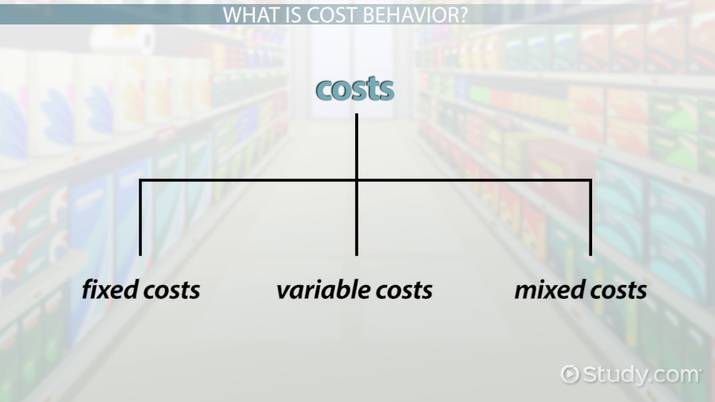 WHAT IS COST BEHAVIOR?
costs
fixed costs variable costs mixed costs
Study.com